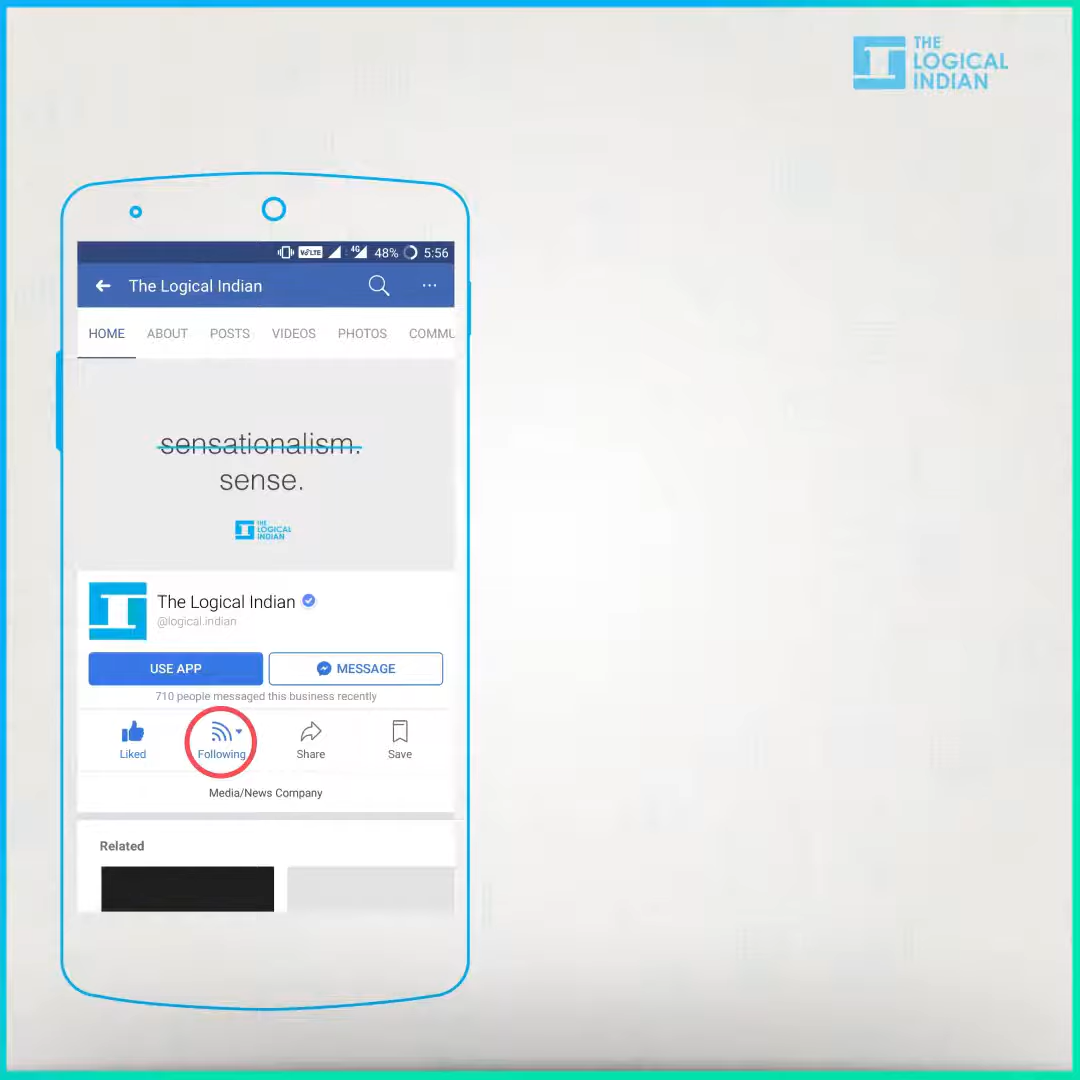 THE
LOGICAL
INDIAN
VoLTE 4G 48% 5:56
The Logical Indian
HOME ABOUT POSTS VIDEOS PHOTOS COMMU
sensationalism.
sense.
THE
LOGICAL
INDIAN
The Logical Indian
@logical.indian
USE APP MESSAGE
710 people messaged this business recently
Liked Following Share Save
Media/News Company
Related